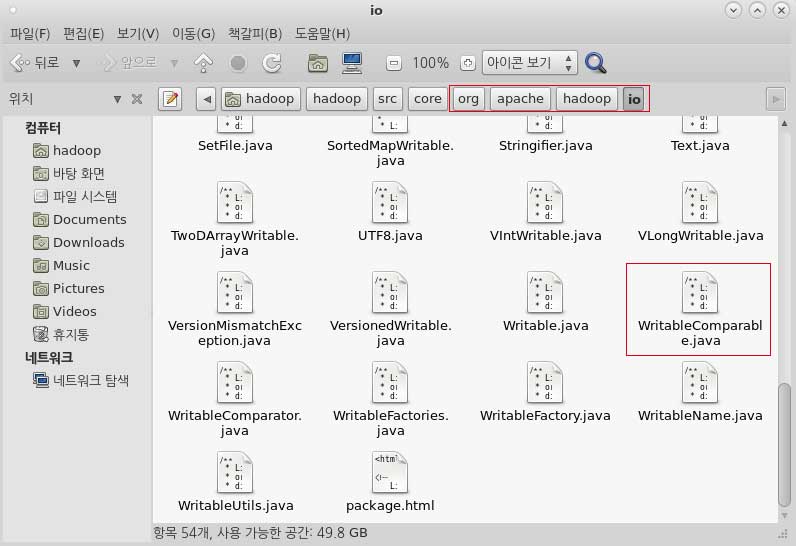 io
파일(F) 편집(E) 보기(V) 이동(G) 책갈피(B) 도움말(H)
뒤로 앞으로 100% 아이콘 보기
위치 hadoop hadoop src core org apache hadoop io
컴퓨터
hadoop
바탕 화면
파일 시스템
Documents
Downloads
Music
Pictures
Videos
휴지통
네트워크
네트워크 탐색
SetFile.java SortedMapWritable. Stringifier.java Text.java
java
TwoDArrayWritable. UTF8.java VIntWritable.java VLongWritable.java
java
VersionMismatchExc VersionedWritable. Writable.java WritableComparabl
eption.java java e.java
WritableComparator. WritableFactories. WritableFactory.java WritableName.java
java java
WritableUtils.java package.html
항목 54개, 사용 가능한 공간: 49.8 GB